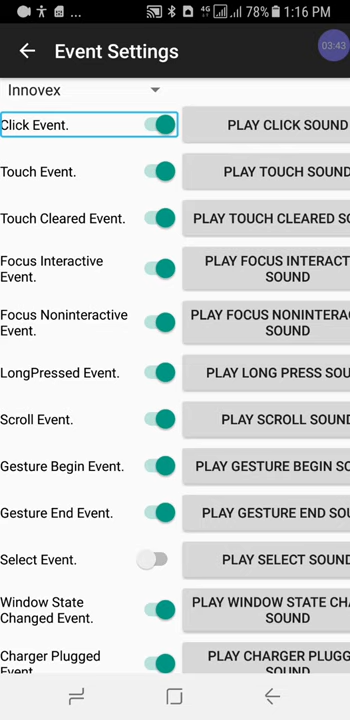 ... 4G 78% 1:16 PM
Event Settings
03:43
Innovex
Click Event.
PLAY CLICK SOUND
Touch Event.
PLAY TOUCH SOUND
Touch Cleared Event.
PLAY TOUCH CLEARED SO
Focus Interactive
Event.
PLAY FOCUS INTERACT
SOUND
Focus Noninteractive
Event.
PLAY FOCUS NONINTERA
SOUND
LongPressed Event.
PLAY LONG PRESS SOU
Scroll Event.
PLAY SCROLL SOUND
Gesture Begin Event.
PLAY GESTURE BEGIN SO
Gesture End Event.
PLAY GESTURE END SOU
Select Event.
PLAY SELECT SOUND
Window State
Changed Event.
PLAY WINDOW STATE CHA
SOUND
Charger Plugged
Event.
PLAY CHARGER PLUGG
SOUND